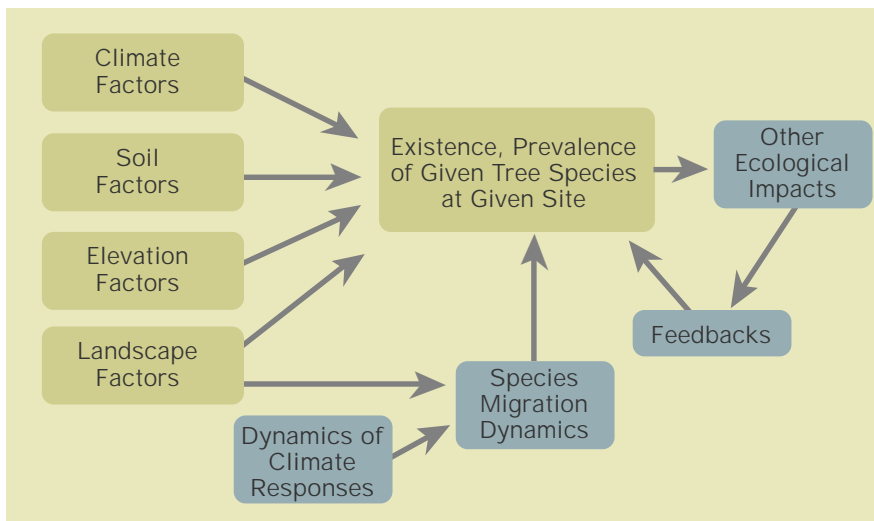 Climate
Factors
Soil
Factors
Elevation
Factors
Landscape
Factors
Existence, Prevalence
of Given Tree Species
at Given Site
Other
Ecological
Impacts
Feedbacks
Species
Migration
Dynamics
Dynamics of
Climate
Responses